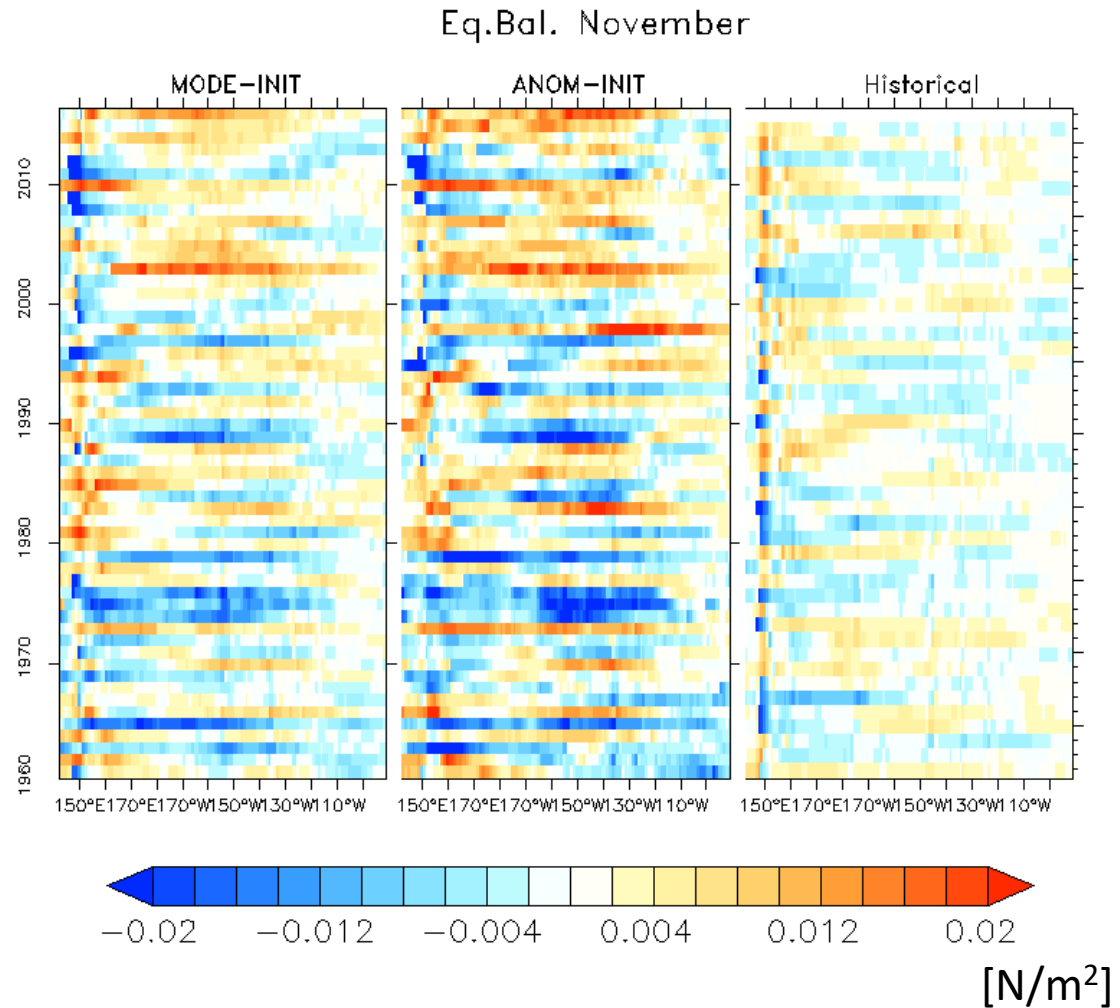 Eq.Bal. November
MODE-INIT ANOM-INIT Historical
2010
2000
1990
1980
1970
1960
150°E170°E170°W150°W130°W110°W 150°E170°E170°W150°W130°W110°W 150°E170°E170°W150°W130°W110°W
-0.02 -0.012 -0.004 0.004 0.012 0.02
[N/m²]